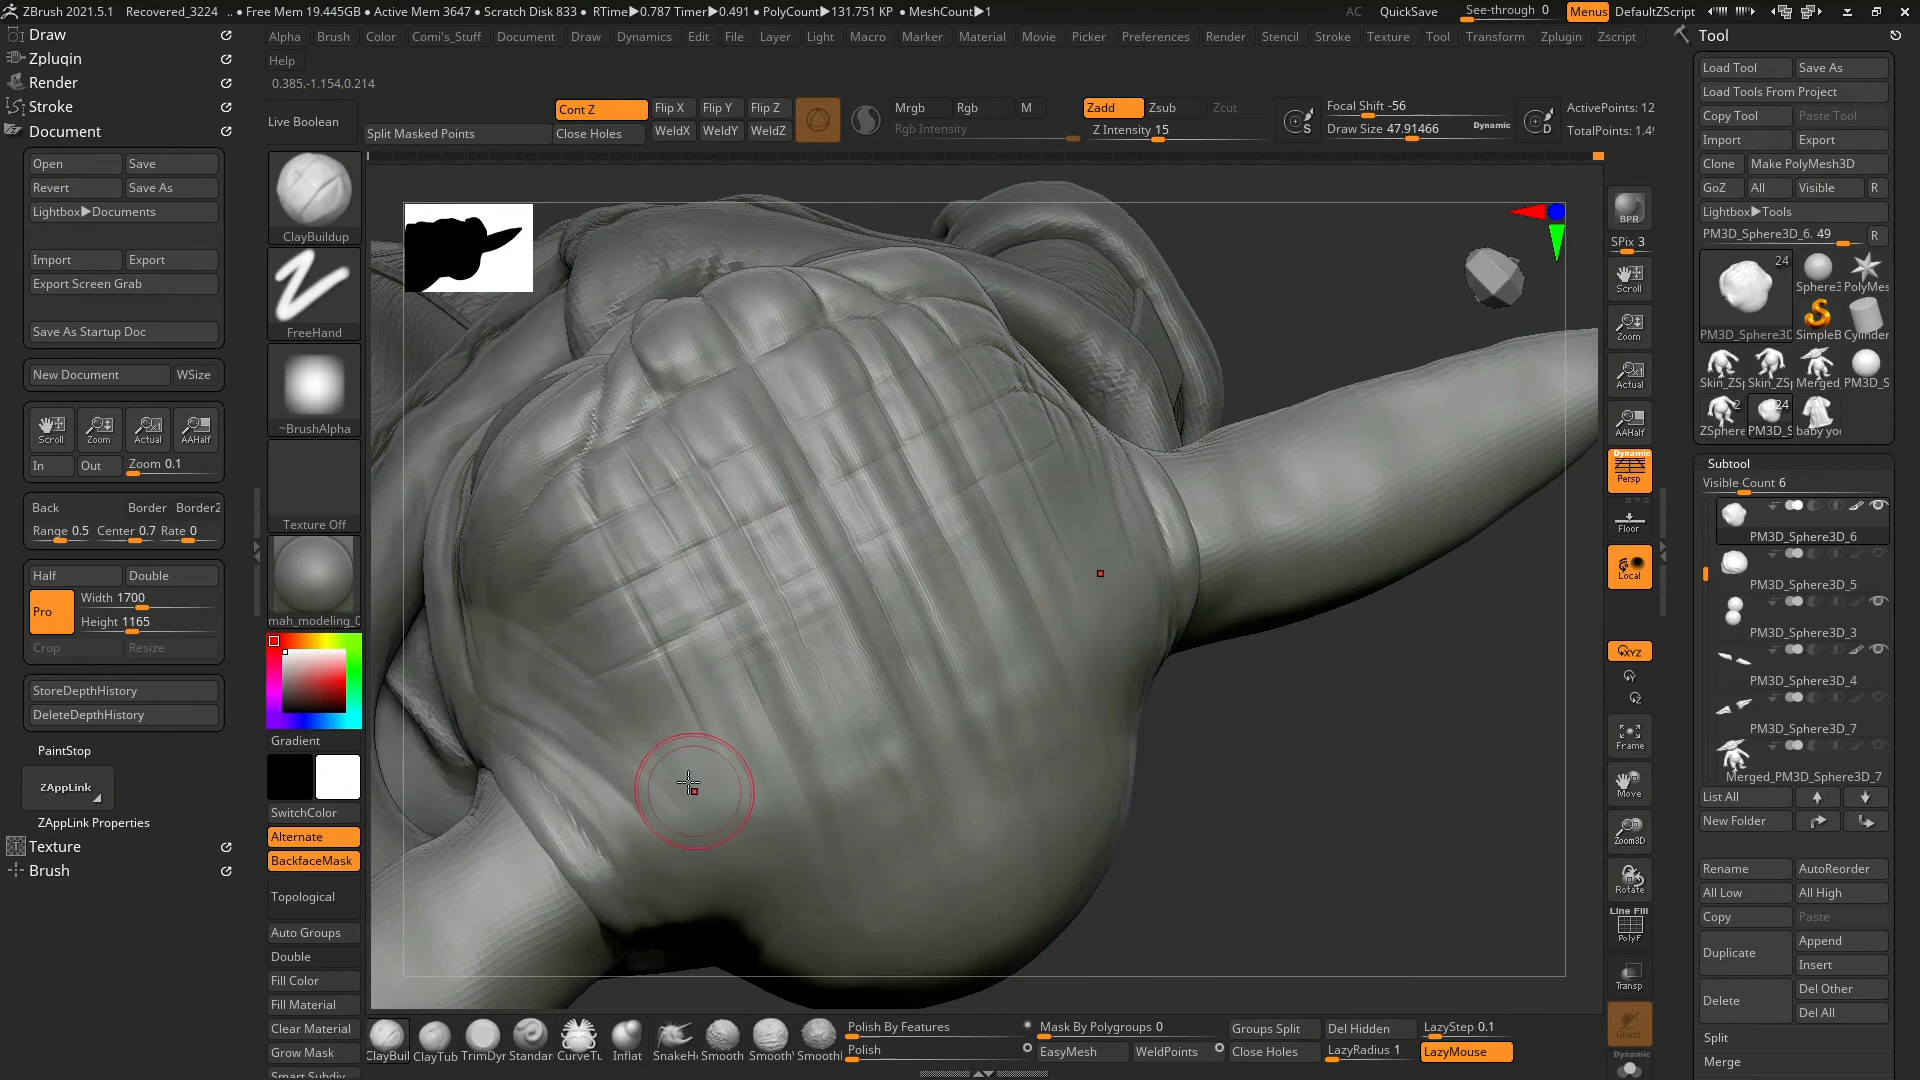 ZBrush 2021.5.1 Recovered_3224 .. • Free Mem 19.445GB • Active Mem 3647 • Scratch Disk 833 • RTime▶0.787 Timer▶0.491 • PolyCount▶131.751 KP • MeshCount▶1
AC QuickSave See-through 0 Menus DefaultZScript
Draw
Zplugin
Render
Stroke
Document
Open Save
Revert Save As
Lightbox▶Documents
Import Export
Export Screen Grab
Save As Startup Doc
New Document WSize
Scroll Zoom Actual AAHalf
In Out Zoom 0.1
Back Border Border2
Range 0.5 Center 0.7 Rate 0
Half Double
Pro Width 1700
Height 1165
Crop Resize
StoreDepthHistory
DeleteDepthHistory
PaintStop
ZAppLink
ZAppLink Properties
Texture
Brush
Alpha Brush Color Comi's_Stuff Document Draw Dynamics Edit File Layer Light Macro Marker Material Movie Picker Preferences Render Stencil Stroke Texture Tool Transform Zplugin Zscript
Help
0.385,-1.154,0.214
Live Boolean
Split Masked Points
Cont Z
Close Holes
Flip X Flip Y Flip Z
WeldX WeldY WeldZ
Mrgb Rgb M
Rgb Intensity
Zadd Zsub Zcut
Z Intensity 15
S
Focal Shift -56
Draw Size 47.91466 Dynamic
D
ActivePoints: 12
TotalPoints: 1.4
ClayBuildup
FreeHand
~BrushAlpha
Texture Off
mah_modeling_0
Gradient
SwitchColor
Alternate
BackfaceMask
Topological
Auto Groups
Double
Fill Color
Fill Material
Clear Material
Grow Mask
Smart Subdiv
BPR
SPix 3
Scroll
Zoom
Actual
AAHalf
Dynamic
Persp
Floor
Local
XYZ
Y
Z
Frame
Move
Zoom3D
Rotate
Line Fill
PolyF
Transp
Ghost
Dynamic
ClayBuil ClayTub TrimDyr Standar CurveTu Inflat SnakeHo Smooth Smooth Smooth
Polish By Features
Polish
Mask By Polygroups 0
EasyMesh WeldPoints
Groups Split Del Hidden
Close Holes
LazyStep 0.1
LazyRadius 1 LazyMouse
Tool
Load Tool Save As
Load Tools From Project
Copy Tool Paste Tool
Import Export
Clone Make PolyMesh3D
GoZ All Visible R
Lightbox▶Tools
PM3D_Sphere3D_6. 49 R
24
PM3D_Sphere3D
Sphere3 PolyMes
SimpleB Cylinder
Skin_ZSp Skin_ZSp Merged PM3D_S
2 24
ZSphere PM3D_S baby yo
Subtool
Visible Count 6
PM3D_Sphere3D_6
PM3D_Sphere3D_5
PM3D_Sphere3D_3
PM3D_Sphere3D_4
PM3D_Sphere3D_7
Merged_PM3D_Sphere3D_7
List All
New Folder
Rename AutoReorder
All Low All High
Copy Paste
Duplicate Append
Insert
Delete Del Other
Del All
Split
Merge